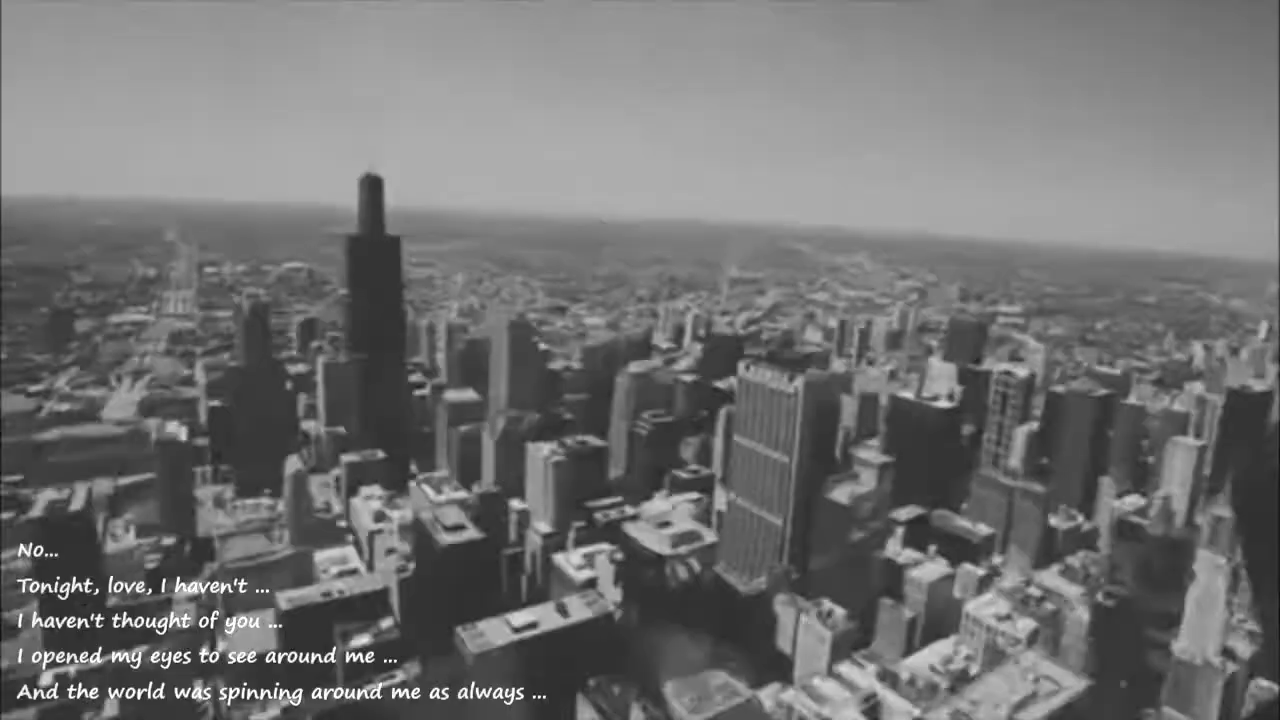 No...
Tonight, love, I haven't ...
I haven't thought of you ...
I opened my eyes to see around me ...
And the world was spinning around me as always ...